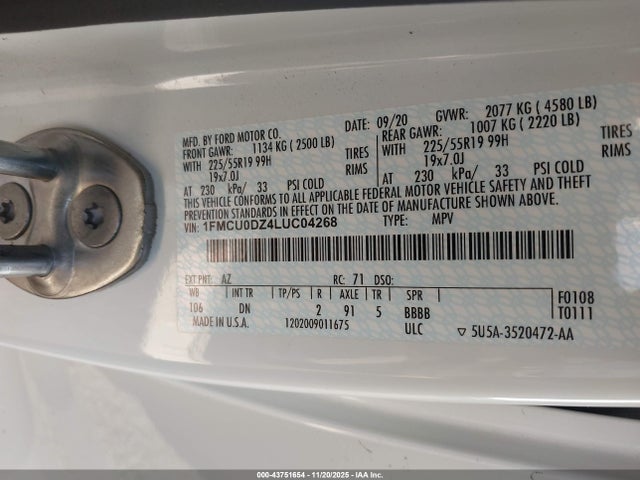 MFD. BY FORD MOTOR CO.
DATE: 09/20 GVWR: 2077 KG ( 4580 LB)
FRONT GAWR: 1134 KG ( 2500 LB) REAR GAWR: 1007 KG ( 2220 LB)
WITH 225/55R19 99H TIRES WITH 225/55R19 99H TIRES
19x7.0J RIMS 19x7.0J RIMS
AT 230 kPa/ 33 PSI COLD AT 230 kPa/ 33 PSI COLD
THIS VEHICLE CONFORMS TO ALL APPLICABLE FEDERAL MOTOR VEHICLE SAFETY AND THEFT
PREVENTION STANDARDS IN EFFECT ON THE DATE OF MANUFACTURE SHOWN ABOVE.
VIN: 1FMCU0DZ4LUC04268 TYPE: MPV
EXT PNT: AZ RC: 71 DSO:
WB INT TR TP/PS R AXLE TR SPR F0108
106 DN 2 91 5 BBBB T0111
MADE IN U.S.A. 1202009011675 ULC ▽ 5U5A-3520472-AA
000-43751654 - 11/20/2025 - IAA Inc.